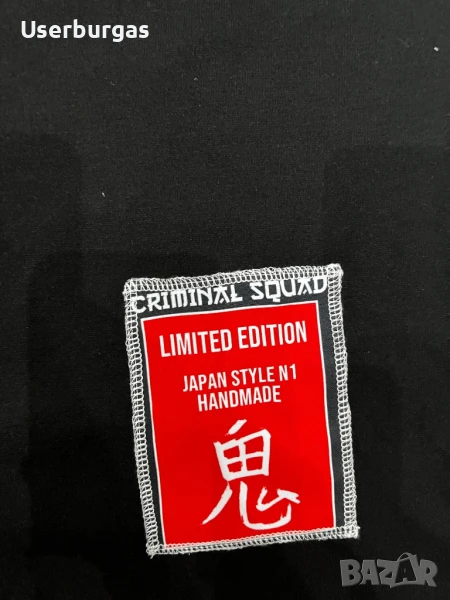 Userburgas
CRIMINAL SQUAD
LIMITED EDITION
JAPAN STYLE N1
HANDMADE
鬼
BAZAR